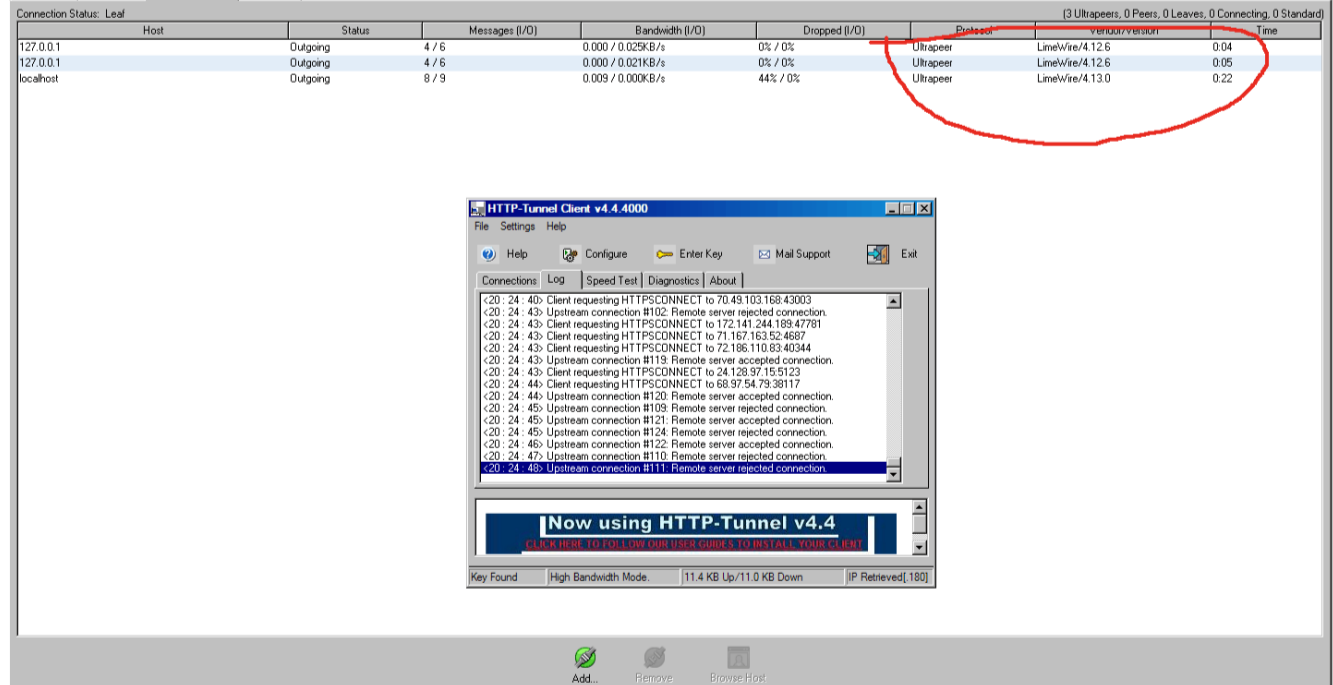 Connection Status: Leaf (3 Ultrapeers, 0 Peers, 0 Leaves, 0 Connecting, 0 Standard)
Host Status Messages (I/O) Bandwidth (I/O) Dropped (I/O) Protocol Vendor/Version Time
127.0.0.1 Outgoing 4 / 6 0.000 / 0.025KB/s 0% / 0% Ultrapeer LimeWire/4.12.6 0:04
127.0.0.1 Outgoing 4 / 6 0.000 / 0.021KB/s 0% / 0% Ultrapeer LimeWire/4.12.6 0:05
localhost Outgoing 8 / 9 0.009 / 0.000KB/s 44% / 0% Ultrapeer LimeWire/4.13.0 0:22
HTTP-Tunnel Client v4.4.4000
File Settings Help
Help Configure Enter Key Mail Support Exit
Connections Log Speed Test Diagnostics About
<20 : 24 : 40> Client requesting HTTPSCONNECT to 70.49.103.168:43003
<20 : 24 : 43> Upstream connection #102: Remote server rejected connection.
<20 : 24 : 43> Client requesting HTTPSCONNECT to 172.141.244.189:47781
<20 : 24 : 43> Client requesting HTTPSCONNECT to 71.167.163.52:4687
<20 : 24 : 43> Client requesting HTTPSCONNECT to 72.186.110.83:40344
<20 : 24 : 43> Upstream connection #119: Remote server accepted connection.
<20 : 24 : 43> Client requesting HTTPSCONNECT to 24.128.97.15:5123
<20 : 24 : 44> Client requesting HTTPSCONNECT to 68.97.54.79:38117
<20 : 24 : 44> Upstream connection #120: Remote server accepted connection.
<20 : 24 : 45> Upstream connection #109: Remote server rejected connection.
<20 : 24 : 45> Upstream connection #121: Remote server accepted connection.
<20 : 24 : 45> Upstream connection #124: Remote server rejected connection.
<20 : 24 : 46> Upstream connection #122: Remote server accepted connection.
<20 : 24 : 47> Upstream connection #110: Remote server rejected connection.
<20 : 24 : 48> Upstream connection #111: Remote server rejected connection.
Now using HTTP-Tunnel v4.4
CLICK HERE TO FOLLOW OUR USER GUIDES TO INSTALL YOUR CLIENT
Key Found High Bandwidth Mode. 11.4 KB Up/11.0 KB Down IP Retrieved[.180]
Add... Remove Browse Host